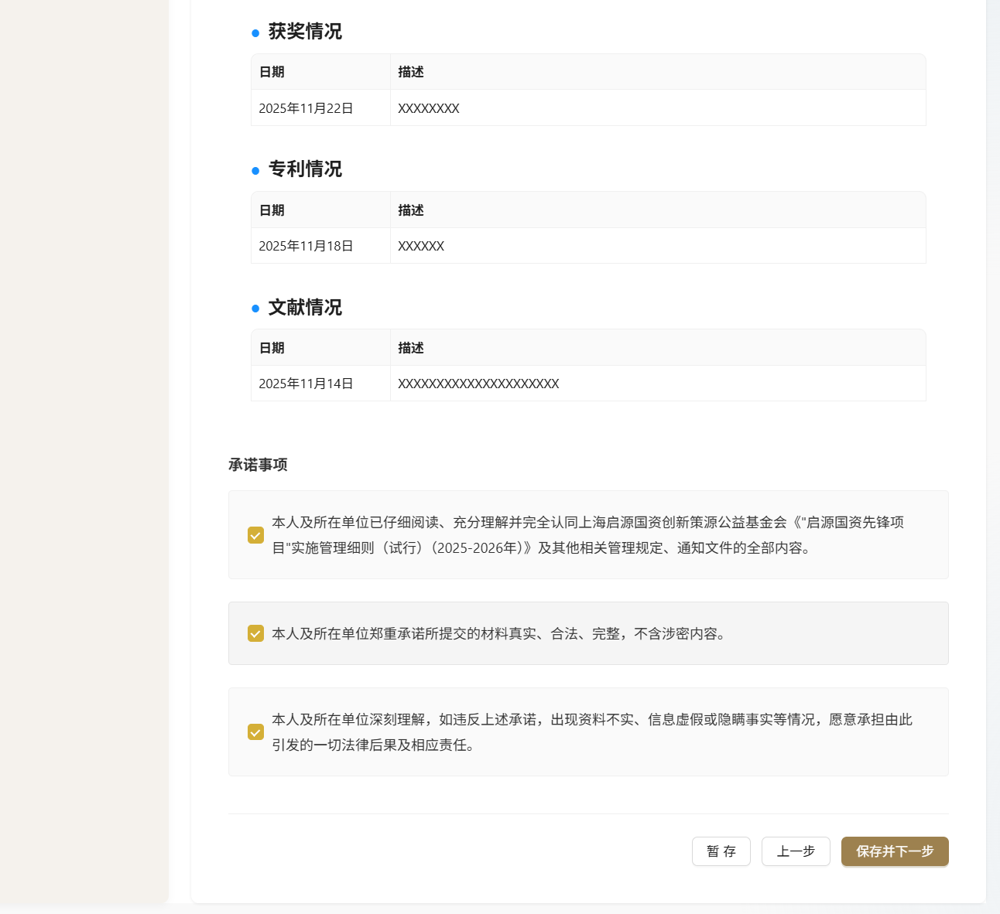 获奖情况
日期 描述
2025年11月22日 XXXXXXXX
专利情况
日期 描述
2025年11月18日 XXXXXX
文献情况
日期 描述
2025年11月14日 XXXXXXXXXXXXXXXXXXXXX
承诺事项
本人及所在单位已仔细阅读、充分理解并完全认同上海启源国资创新策源公益基金会《"启源国资先锋项
目"实施管理细则（试行）（2025-2026年）》及其他相关管理规定、通知文件的全部内容。
本人及所在单位郑重承诺所提交的材料真实、合法、完整，不含涉密内容。
本人及所在单位深刻理解，如违反上述承诺，出现资料不实、信息虚假或隐瞒事实等情况，愿意承担由此
引发的一切法律后果及相应责任。
暂 存 上一步 保存并下一步